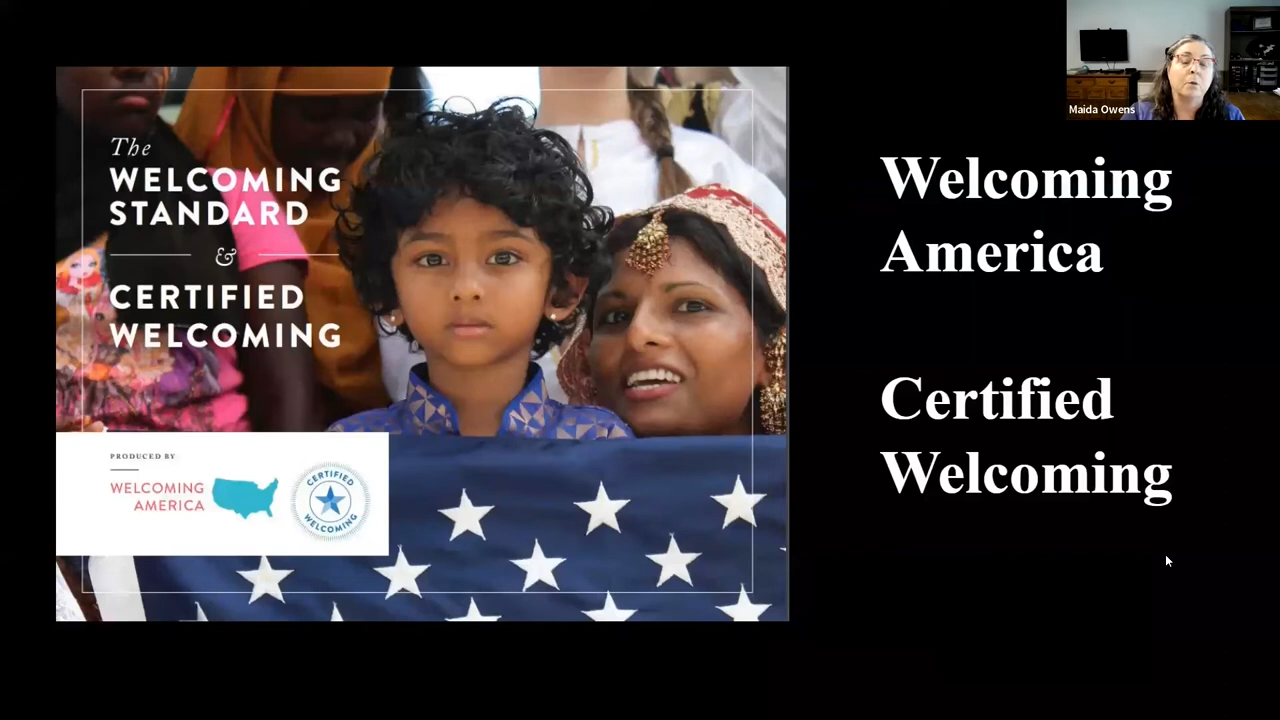 Maida Owens
The
WELCOMING
STANDARD
&
CERTIFIED
WELCOMING
PRODUCED BY
WELCOMING
AMERICA
CERTIFIED
WELCOMING
Welcoming
America
Certified
Welcoming